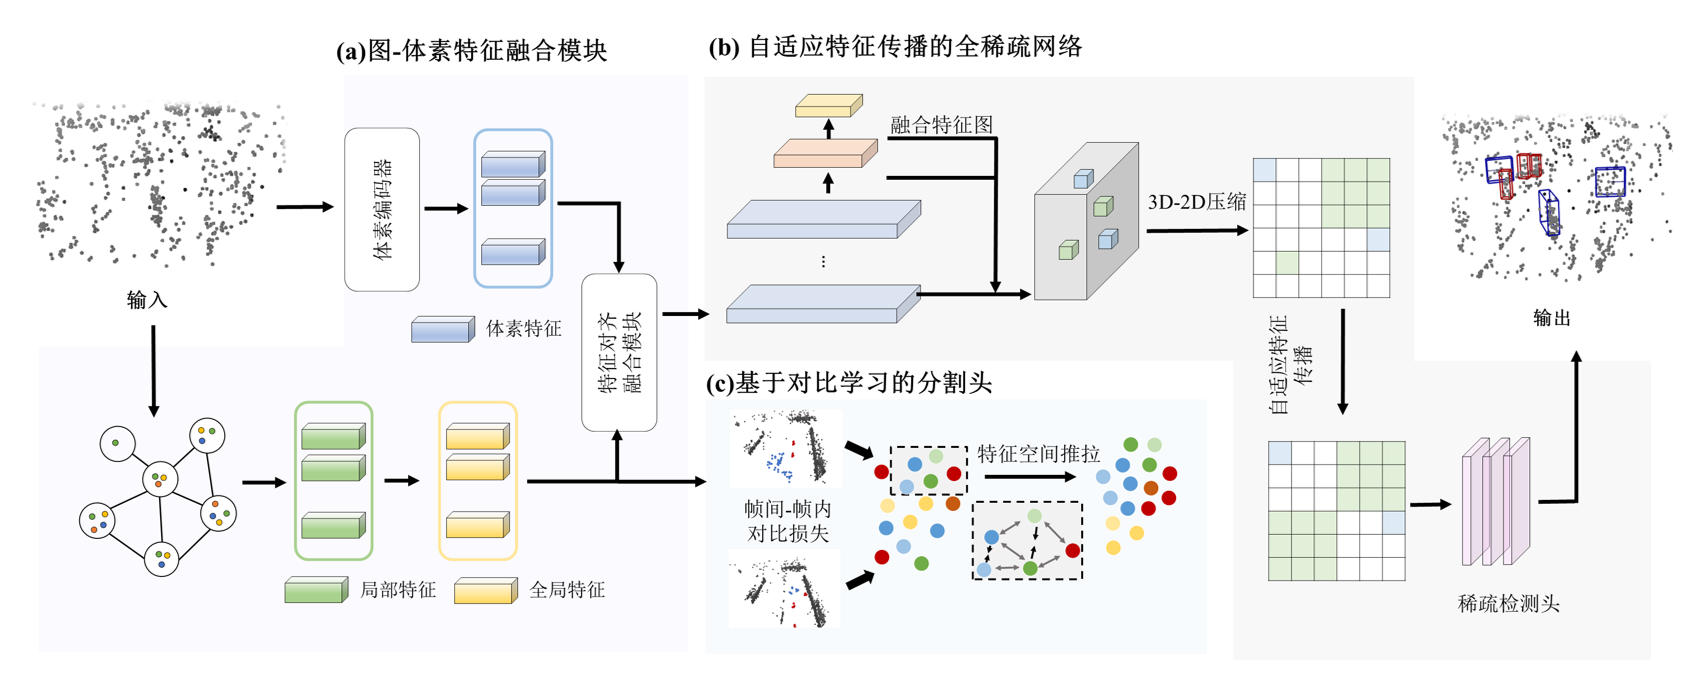 (a)图-体素特征融合模块
输入
体素编码器
体素特征
特征对齐
融合模块
局部特征
全局特征
(b) 自适应特征传播的全稀疏网络
融合特征图
...
3D-2D压缩
自适应特征
传播
稀疏检测头
输出
(c)基于对比学习的分割头
帧间-帧内
对比损失
特征空间推拉